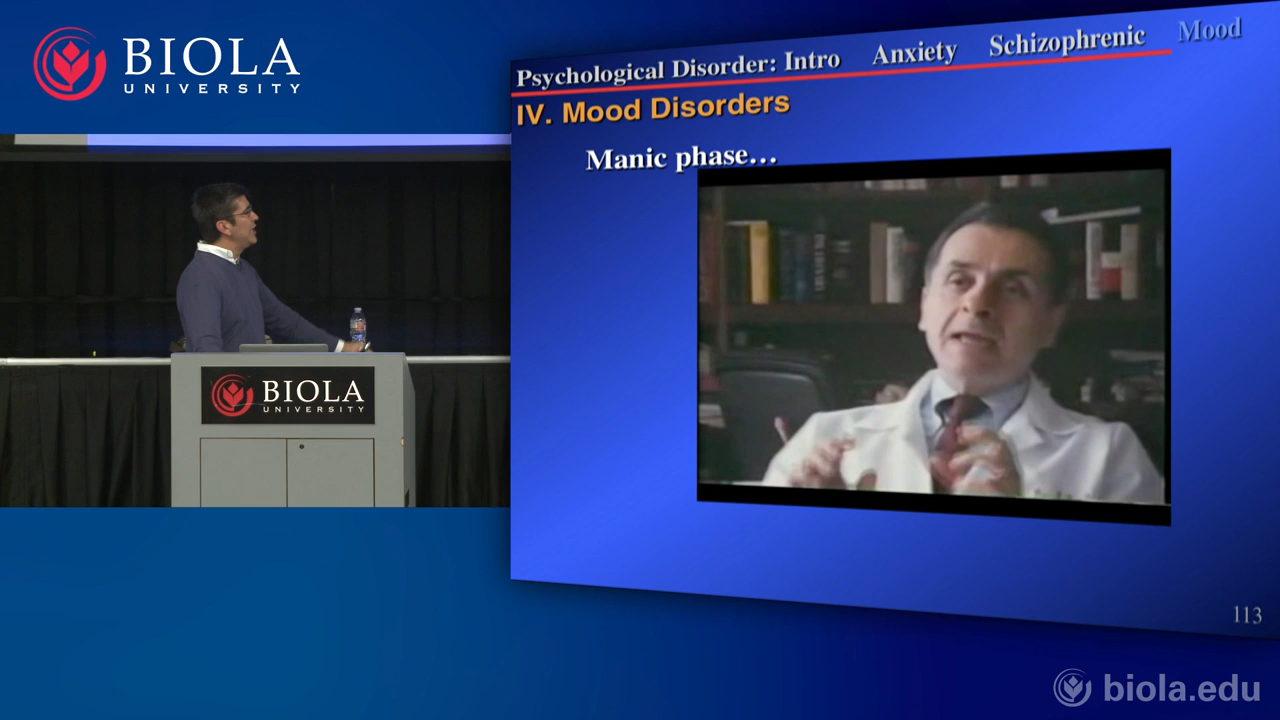 BIOLA
UNIVERSITY
Psychological Disorder: Intro Anxiety Schizophrenic Mood
IV. Mood Disorders
Manic phase...
BIOLA
UNIVERSITY
113
biola.edu